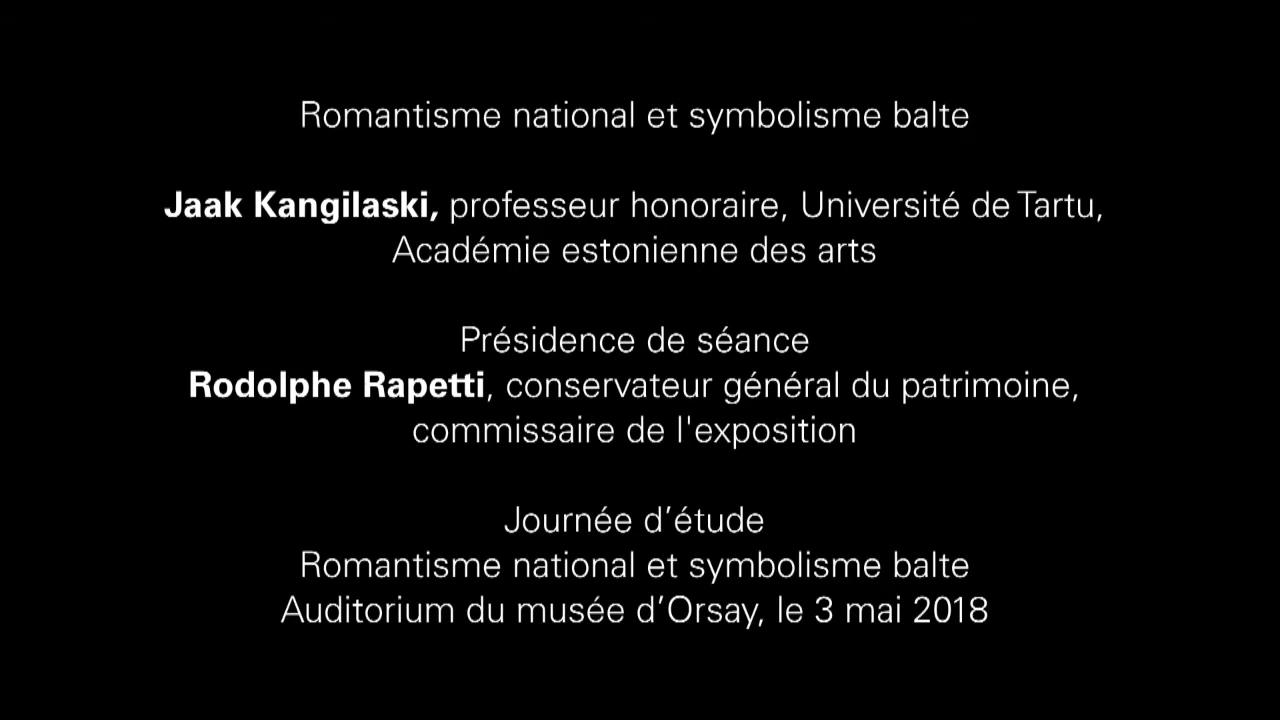 Romantisme national et symbolisme balte
Jaak Kangilaski, professeur honoraire, Université de Tartu,
Académie estonienne des arts
Présidence de séance
Rodolphe Rapetti, conservateur général du patrimoine,
commissaire de l'exposition
Journée d’étude
Romantisme national et symbolisme balte
Auditorium du musée d’Orsay, le 3 mai 2018